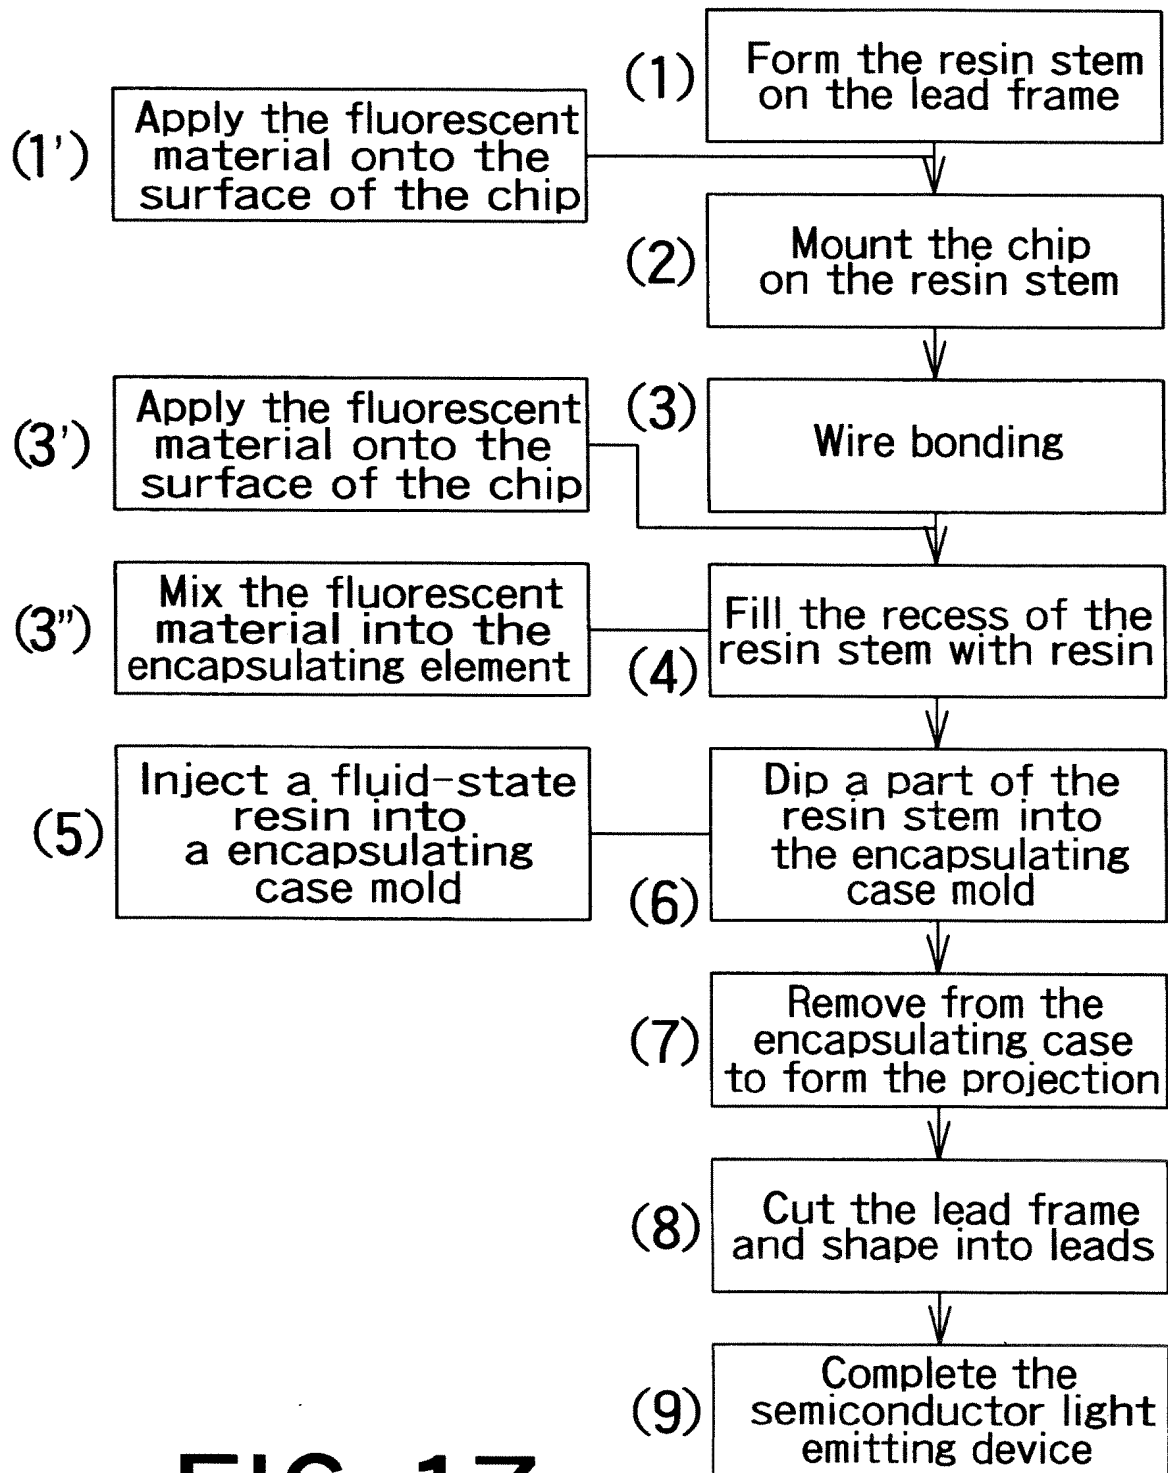 (1)
Form the resin stem
on the lead frame
(1')
Apply the fluorescent
material onto the
surface of the chip
(2)
Mount the chip
on the resin stem
(3')
Apply the fluorescent
material onto the
surface of the chip
(3)
Wire bonding
(3")
Mix the fluorescent
material into the
encapsulating element
(4)
Fill the recess of the
resin stem with resin
(5)
Inject a fluid-state
resin into
a encapsulating
case mold
(6)
Dip a part of the
resin stem into
the encapsulating
case mold
(7)
Remove from the
encapsulating case
to form the projection
(8)
Cut the lead frame
and shape into leads
(9)
Complete the
semiconductor light
emitting device
FIG. 17